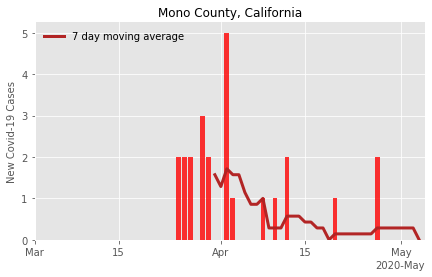 Mono County, California
7 day moving average
New Covid-19 Cases
5
4
3
2
1
0
Mar 15 Apr 15 May
2020-May